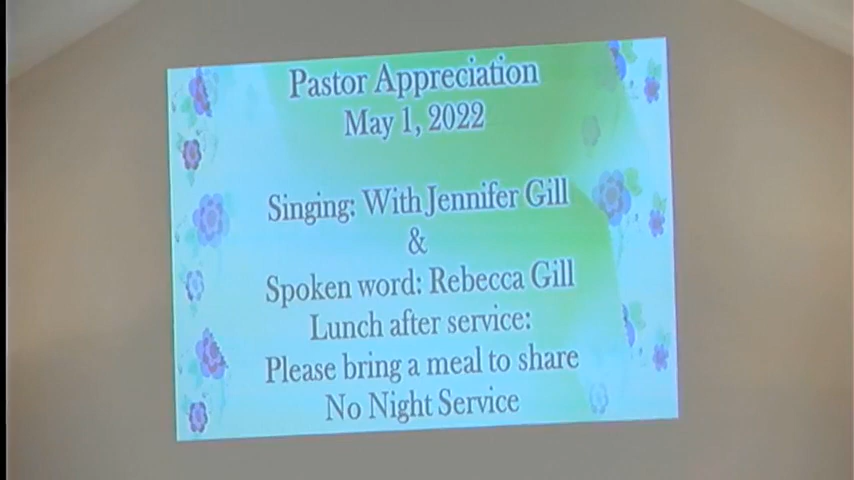 Pastor Appreciation
May 1, 2022
Singing: With Jennifer Gill
&
Spoken word: Rebecca Gill
Lunch after service:
Please bring a meal to share
No Night Service